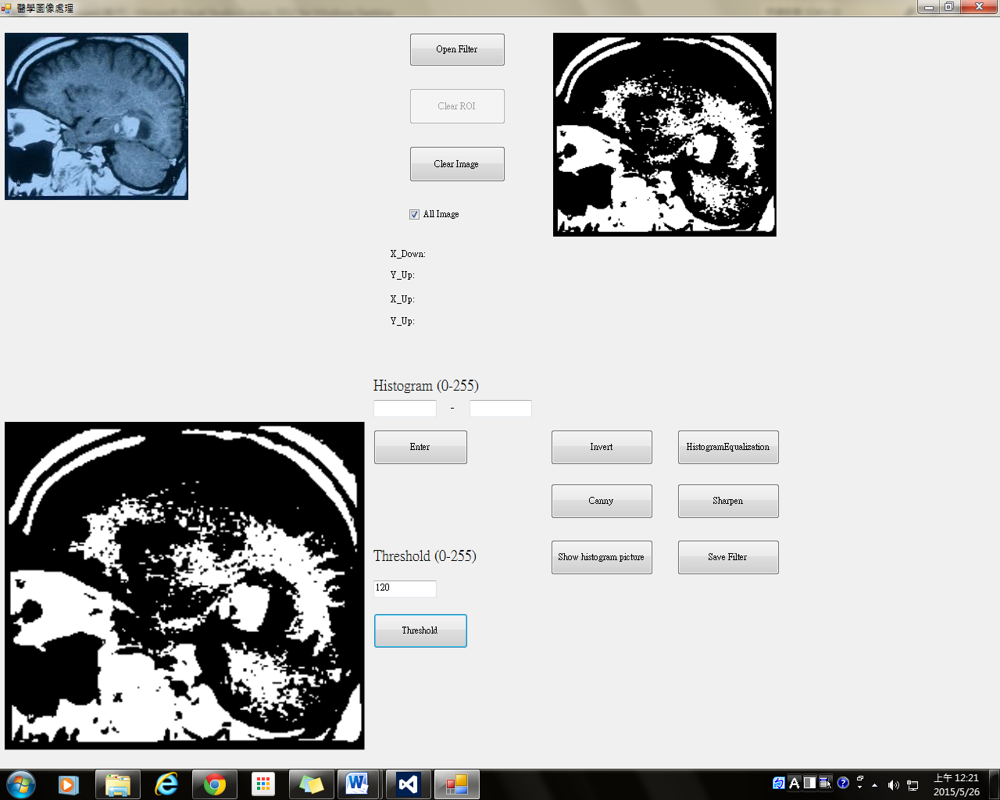 醫學圖像處理
Open Filter
Clear ROI
Clear Image
All Image
X_Down:
Y_Up:
X_Up:
Y_Up:
Histogram (0-255)
-
Enter
Invert
HistogramEqualization
Canny
Sharpen
Threshold (0-255)
Show histogram picture
Save Filter
120
Threshold
上午 12:21
2015/5/26